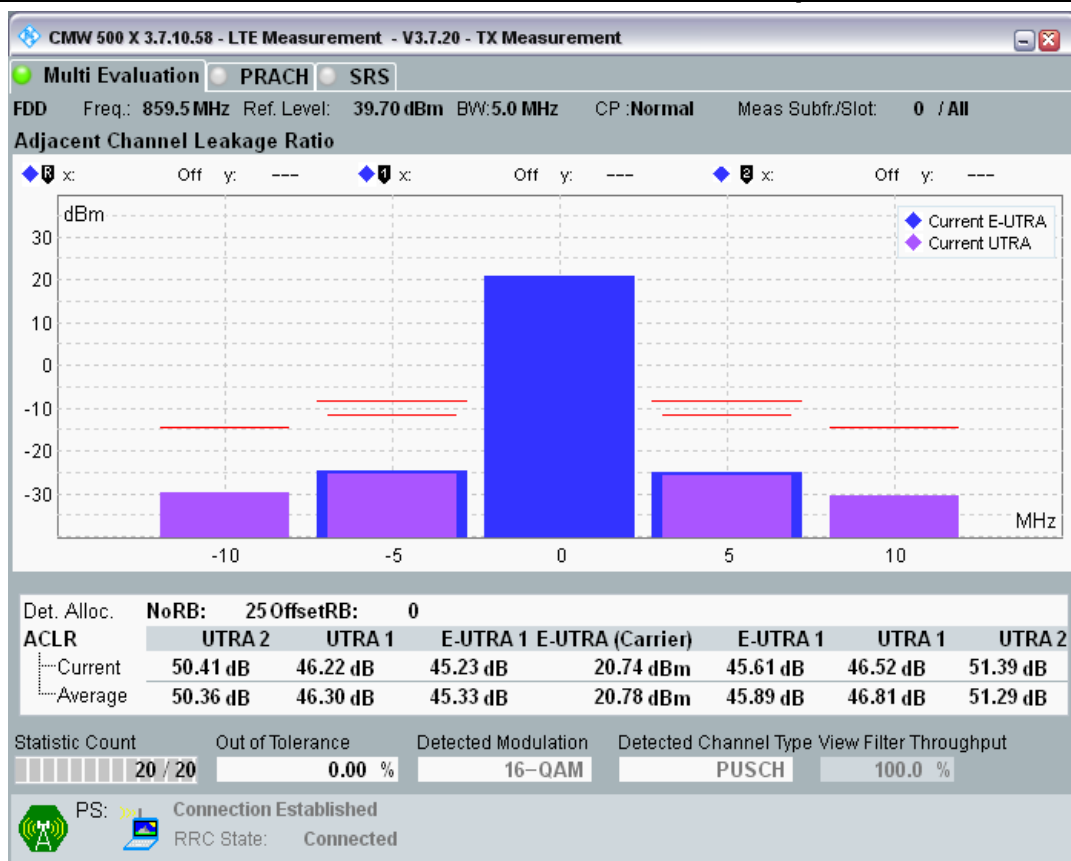 CMW 500 X 3.7.10.58 - LTE Measurement - V3.7.20 - TX Measurement
Multi Evaluation PRACH SRS
FDD Freq.: 859.5 MHz Ref. Level: 39.70 dBm BW:5.0 MHz CP :Normal Meas Subfr./Slot: 0 / All
Adjacent Channel Leakage Ratio
R x: Off y: --- 1 x: Off y: --- 2 x: Off y: ---
dBm
Current E-UTRA
Current UTRA
30
20
10
0
-10
-20
-30
MHz
-10 -5 0 5 10
Det. Alloc. NoRB: 25 OffsetRB: 0
ACLR UTRA 2 UTRA 1 E-UTRA 1 E-UTRA (Carrier) E-UTRA 1 UTRA 1 UTRA 2
Current 50.41 dB 46.22 dB 45.23 dB 20.74 dBm 45.61 dB 46.52 dB 51.39 dB
Average 50.36 dB 46.30 dB 45.33 dB 20.78 dBm 45.89 dB 46.81 dB 51.29 dB
Statistic Count Out of Tolerance Detected Modulation Detected Channel Type View Filter Throughput
20 / 20 0.00 % 16-QAM PUSCH 100.0 %
PS: Connection Established
RRC State: Connected